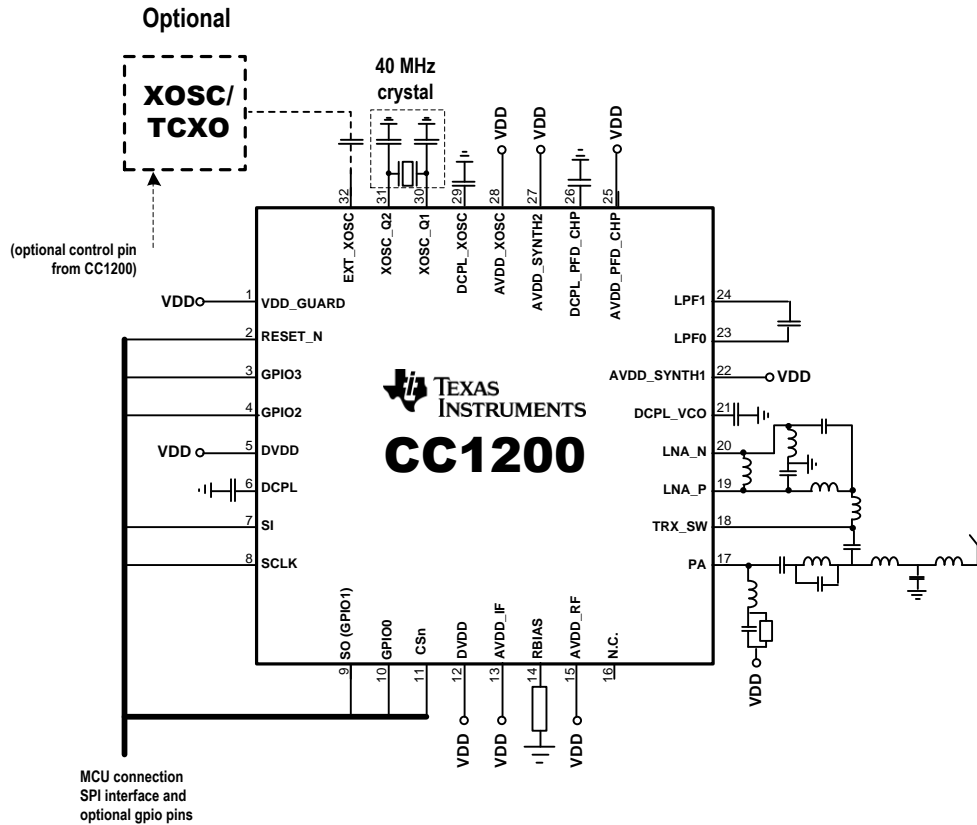 Optional
XOSC/
TCXO
40 MHz
crystal
(optional control pin
from CC1200)
VDD
VDD
VDD
32
31
30
29
28
27
26
25
EXT_XOSC
XOSC_Q2
XOSC_Q1
DCPL_XOSC
AVDD_XOSC
AVDD_SYNTH2
DCPL_PFD_CHP
AVDD_PFD_CHP
VDD
1
VDD_GUARD
2
RESET_N
3
GPIO3
4
GPIO2
VDD
5
DVDD
6
DCPL
7
SI
8
SCLK
TEXAS
INSTRUMENTS
CC1200
LPF1
24
LPF0
23
AVDD_SYNTH1
22
VDD
DCPL_VCO
21
LNA_N
20
LNA_P
19
TRX_SW
18
PA
17
VDD
SO (GPIO1)
GPIO0
CSn
DVDD
AVDD_IF
RBIAS
AVDD_RF
N.C.
9
10
11
12
13
14
15
16
VDD
VDD
VDD
MCU connection
SPI interface and
optional gpio pins